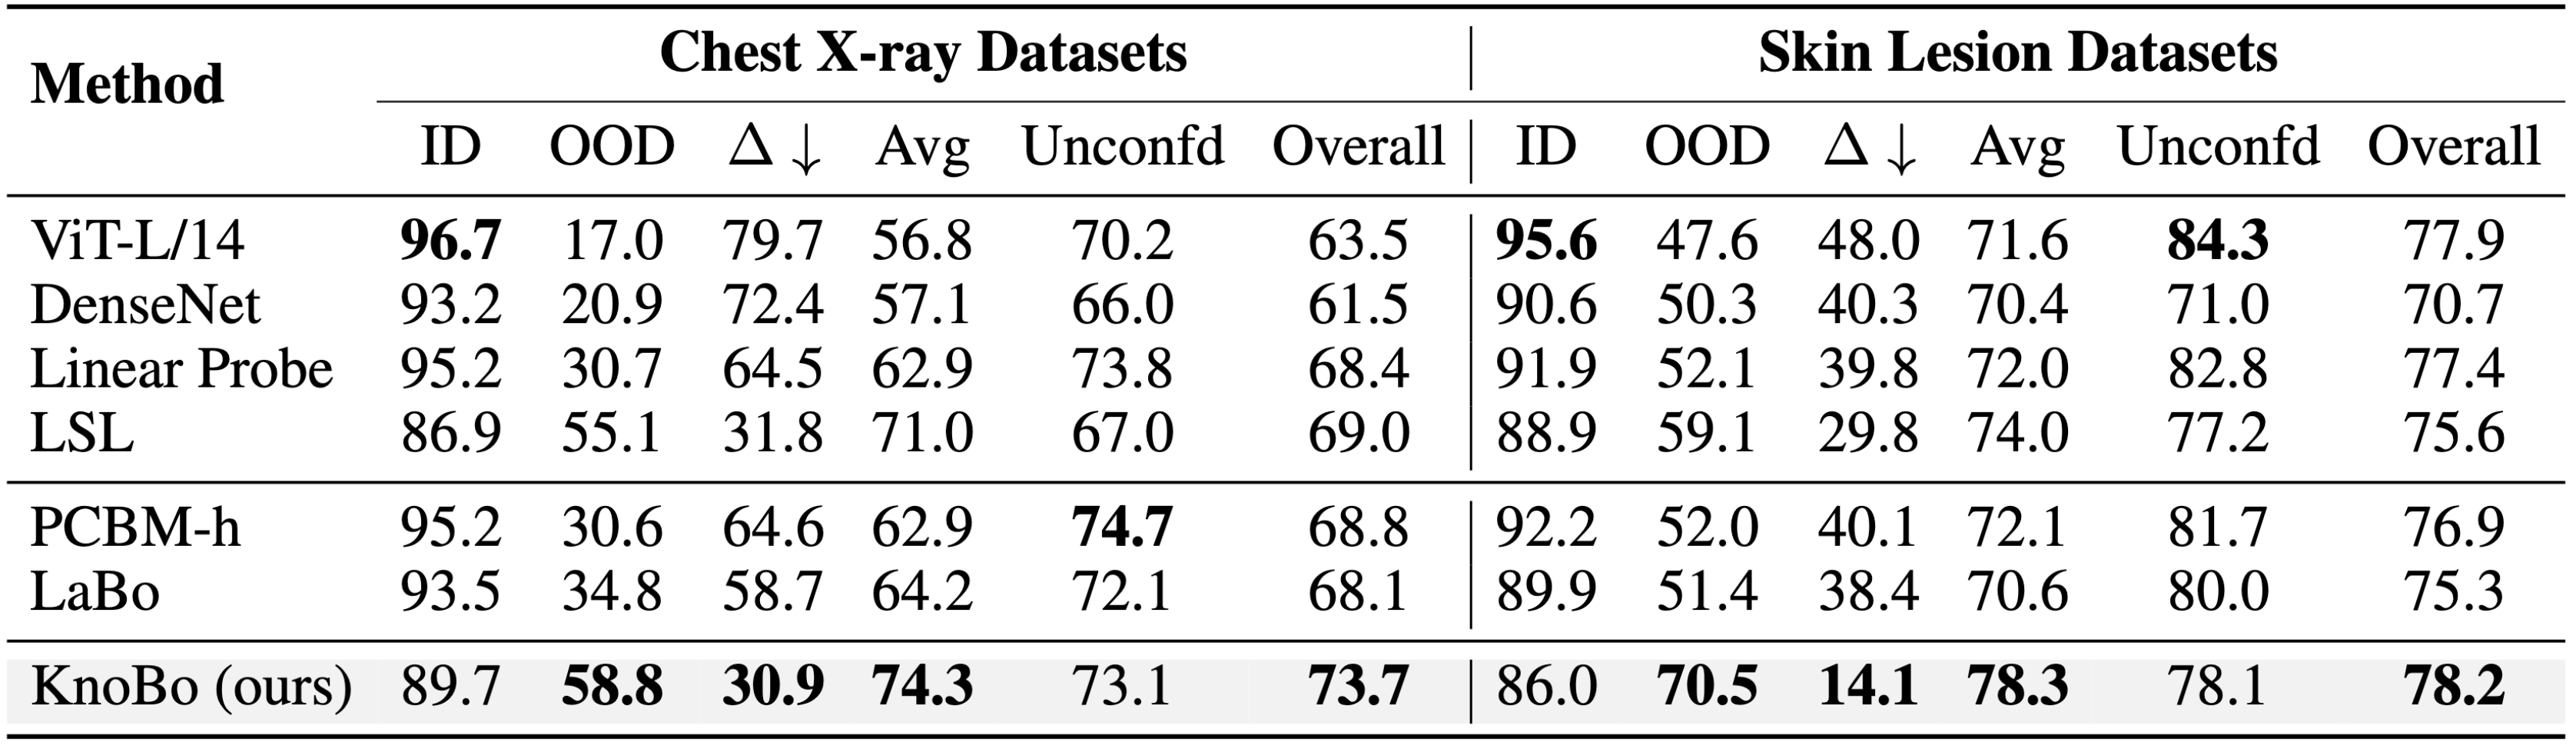 Method Chest X-ray Datasets Skin Lesion Datasets
ID OOD Δ ↓ Avg Unconfd Overall ID OOD Δ ↓ Avg Unconfd Overall
ViT-L/14 96.7 17.0 79.7 56.8 70.2 63.5 95.6 47.6 48.0 71.6 84.3 77.9
DenseNet 93.2 20.9 72.4 57.1 66.0 61.5 90.6 50.3 40.3 70.4 71.0 70.7
Linear Probe 95.2 30.7 64.5 62.9 73.8 68.4 91.9 52.1 39.8 72.0 82.8 77.4
LSL 86.9 55.1 31.8 71.0 67.0 69.0 88.9 59.1 29.8 74.0 77.2 75.6
PCBM-h 95.2 30.6 64.6 62.9 74.7 68.8 92.2 52.0 40.1 72.1 81.7 76.9
LaBo 93.5 34.8 58.7 64.2 72.1 68.1 89.9 51.4 38.4 70.6 80.0 75.3
KnoBo (ours) 89.7 58.8 30.9 74.3 73.1 73.7 86.0 70.5 14.1 78.3 78.1 78.2